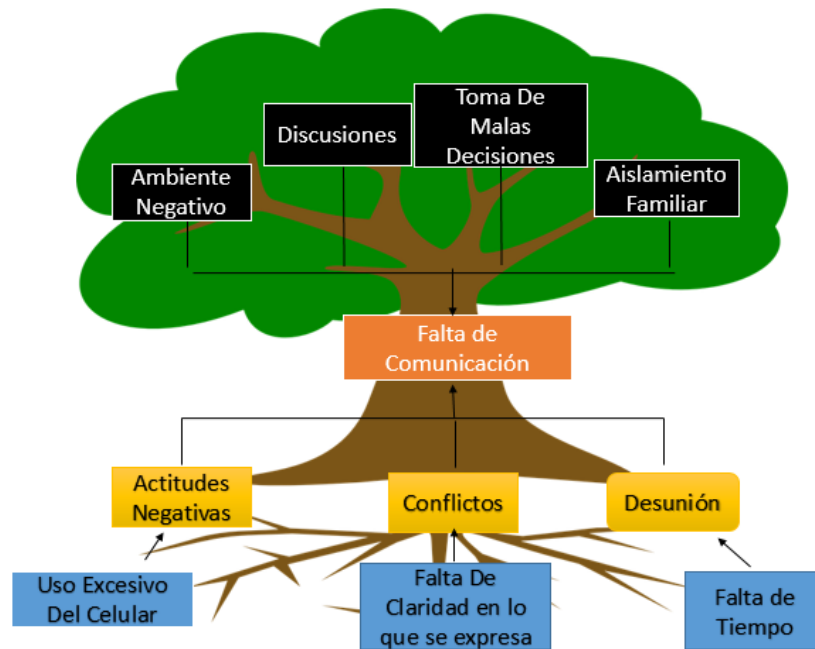 Toma De
Malas
Decisiones
Discusiones
Ambiente
Negativo
Aislamiento
Familiar
Falta de
Comunicación
Actitudes
Negativas
Conflictos
Desunión
Uso Excesivo
Del Celular
Falta De
Claridad en lo
que se expresa
Falta de
Tiempo